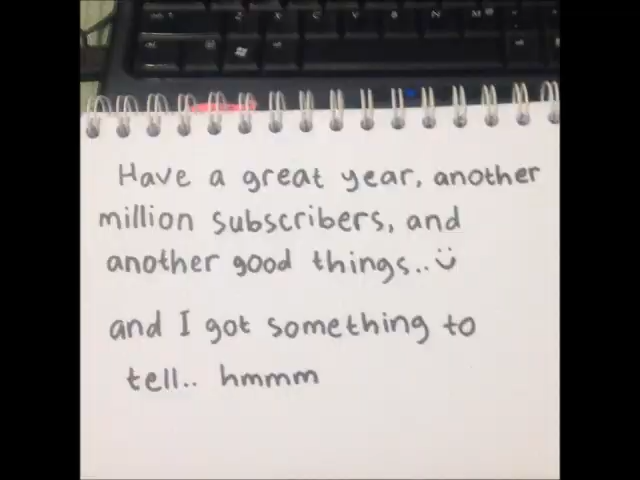 Have a great year, another
million subscribers, and
another good things..
and I got something to
tell.. hmmm